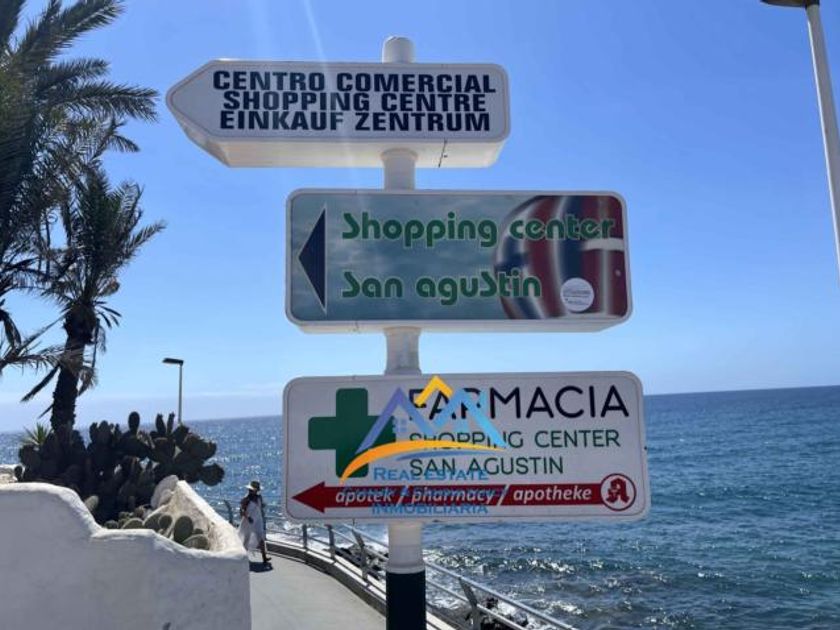 CENTRO COMERCIAL
SHOPPING CENTRE
EINKAUF ZENTRUM
Shopping center
San aguStin
FARMACIA
SHOPPING CENTER
SAN AGUSTIN
REAL ESTATE
apotek / pharmacy / apotheke
INMOBILIARIA